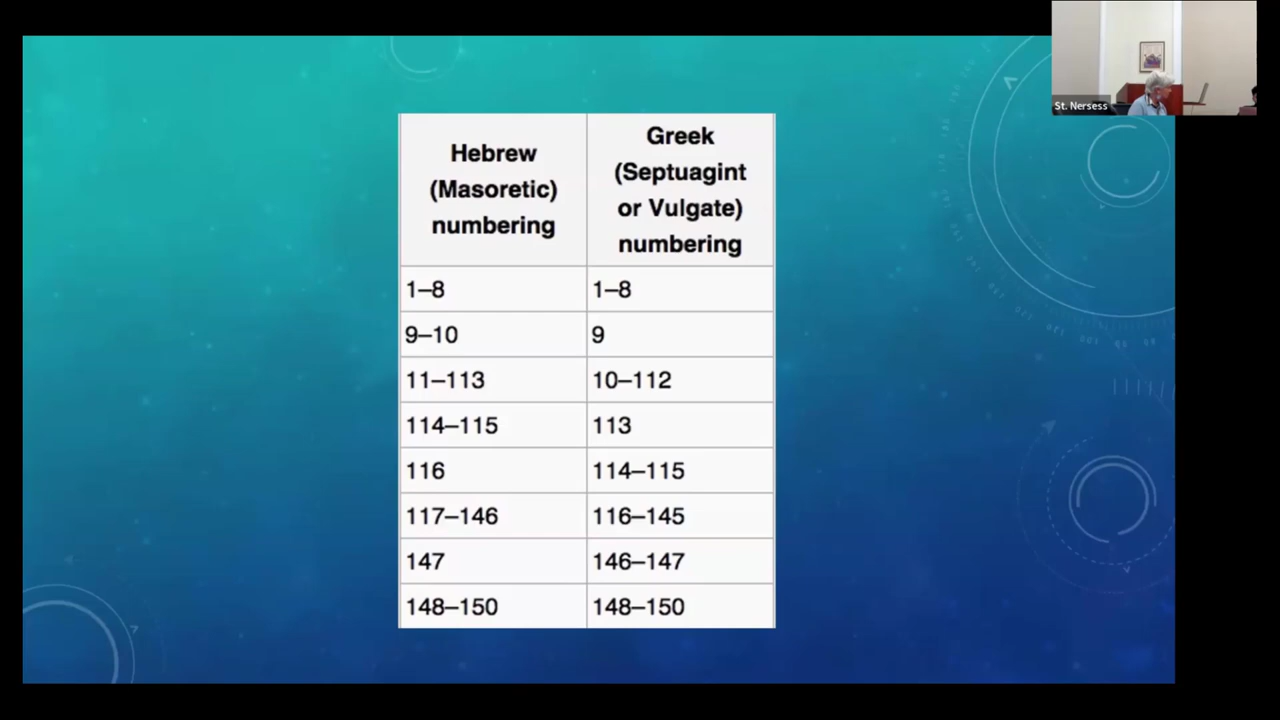 St. Nersess
Hebrew
(Masoretic)
numbering
Greek
(Septuagint
or Vulgate)
numbering
1–8
1–8
9–10
9
11–113
10–112
114–115
113
116
114–115
117–146
116–145
147
146–147
148–150
148–150